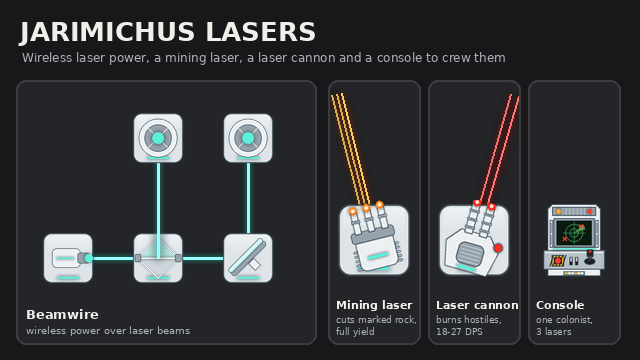 JARIMICHUS LASERS
Wireless laser power, a mining laser, a laser cannon and a console to crew them
Beamwire
wireless power over laser beams
Mining laser
cuts marked rock,
full yield
Laser cannon
burns hostiles,
18-27 DPS
Console
one colonist,
3 lasers